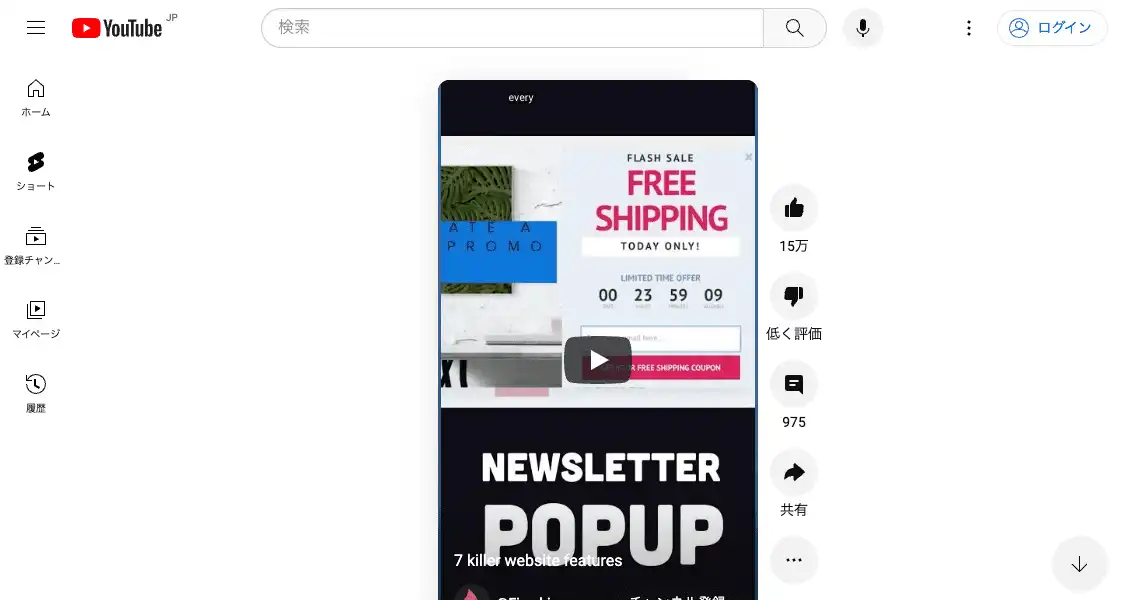 YouTube JP
検索
ログイン
ホーム
ショート
登録チャン...
マイページ
履歴
every
FLASH SALE
FREE
SHIPPING
TODAY ONLY!
LIMITED TIME OFFER
00 23 59 09
ATE A
PROMO
FREE SHIPPING COUPON
NEWSLETTER
POPUP
7 killer website features
チャンネル登録
15万
低く評価
975
共有